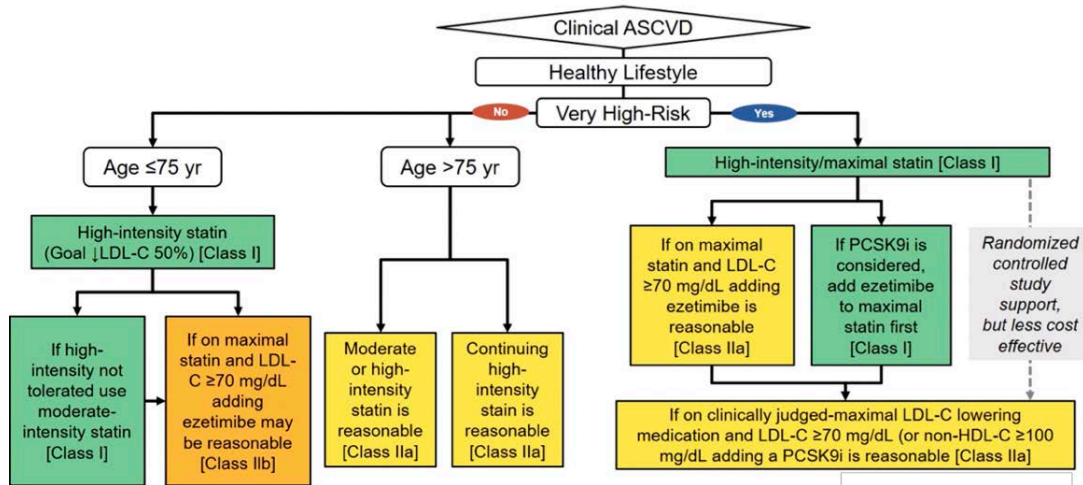 Clinical ASCVD
Healthy Lifestyle
No
Very High-Risk
Yes
Age ≤75 yr
Age >75 yr
High-intensity/maximal statin [Class I]
High-intensity statin
(Goal ↓LDL-C 50%) [Class I]
If on maximal
statin and LDL-C
≥70 mg/dL adding
ezetimibe is
reasonable
[Class IIa]
If PCSK9i is
considered,
add ezetimibe
to maximal
statin first
[Class I]
Randomized
controlled
study
support,
but less cost
effective
If high-
intensity not
tolerated use
moderate-
intensity statin
[Class I]
If on maximal
statin and LDL-
C ≥70 mg/dL
adding
ezetimibe may
be reasonable
[Class IIb]
Moderate
or high-
intensity
statin is
reasonable
[Class IIa]
Continuing
high-
intensity
stain is
reasonable
[Class IIa]
If on clinically judged-maximal LDL-C lowering
medication and LDL-C ≥70 mg/dL (or non-HDL-C ≥100
mg/dL adding a PCSK9i is reasonable [Class IIa]